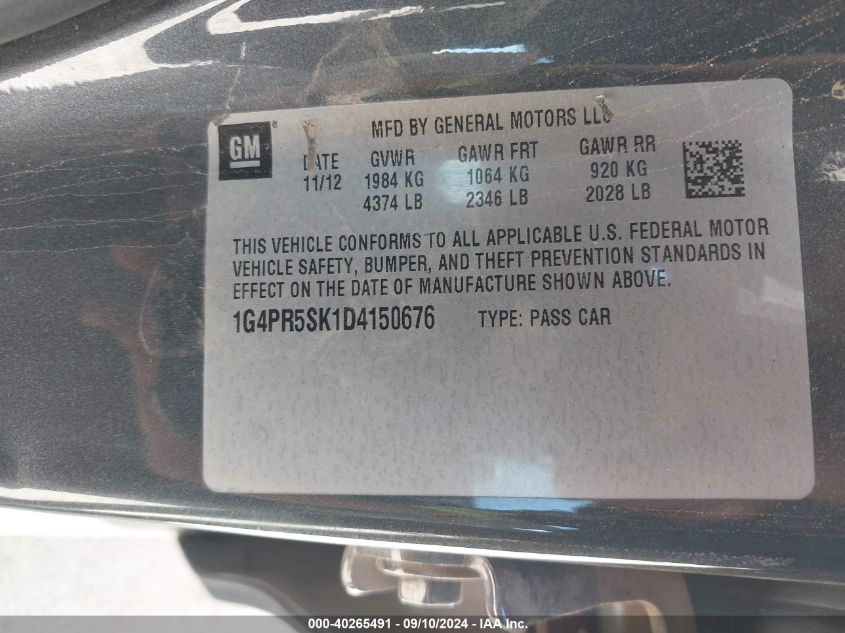 GM ®
MFD BY GENERAL MOTORS LLC
DATE GVWR GAWR FRT GAWR RR
11/12 1984 KG 1064 KG 920 KG
4374 LB 2346 LB 2028 LB
THIS VEHICLE CONFORMS TO ALL APPLICABLE U.S. FEDERAL MOTOR
VEHICLE SAFETY, BUMPER, AND THEFT PREVENTION STANDARDS IN
EFFECT ON THE DATE OF MANUFACTURE SHOWN ABOVE.
1G4PR5SK1D4150676 TYPE: PASS CAR
000-40265491 - 09/10/2024 - IAA Inc.